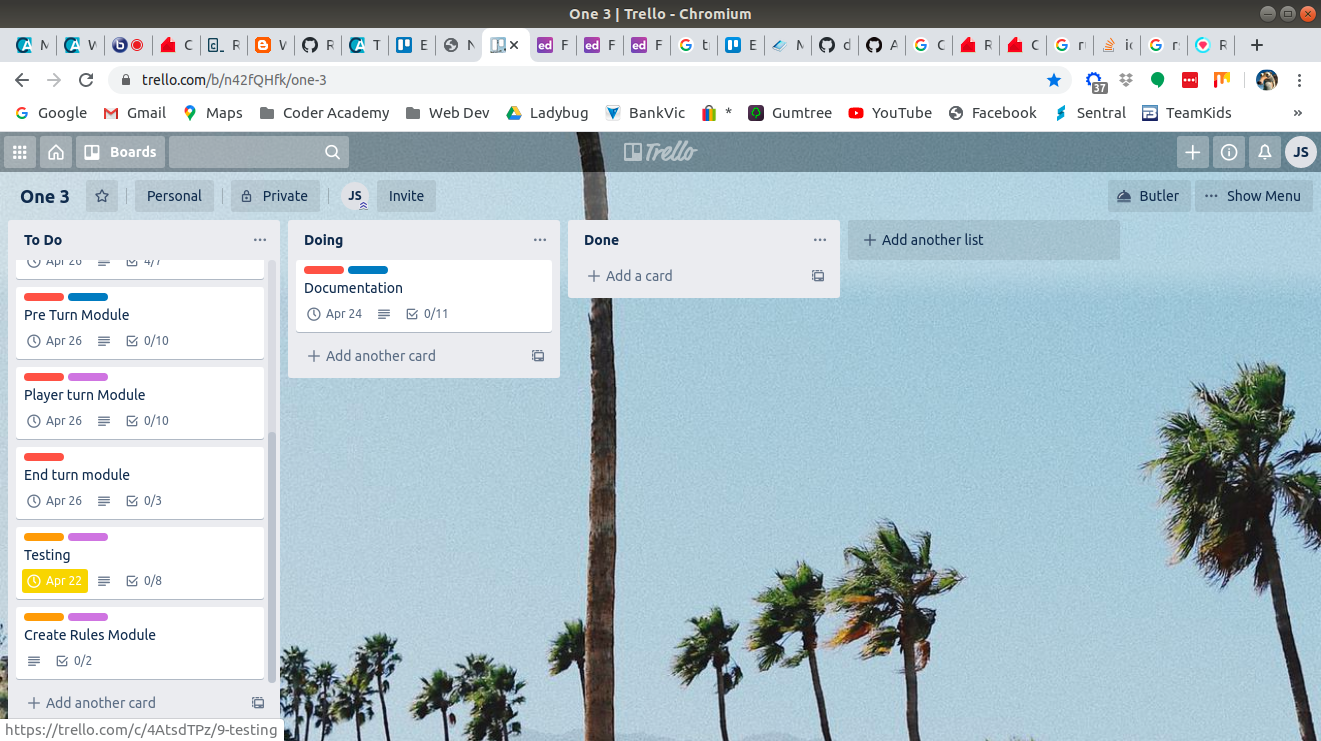 One 3 | Trello - Chromium
trello.com/b/n42fQHfk/one-3
37
Google Gmail Maps Coder Academy Web Dev Ladybug BankVic * Gumtree YouTube Facebook Sentral TeamKids »
Boards
Trello
JS
One 3
Personal
Private
JS
Invite
Butler
Show Menu
To Do
Apr 26 4/7
Pre Turn Module
Apr 26 0/10
Player turn Module
Apr 26 0/10
End turn module
Apr 26 0/3
Testing
Apr 22 0/8
Create Rules Module
0/2
Add another card
Doing
Documentation
Apr 24 0/11
Add another card
Done
Add a card
Add another list
https://trello.com/c/4AtsdTPz/9-testing